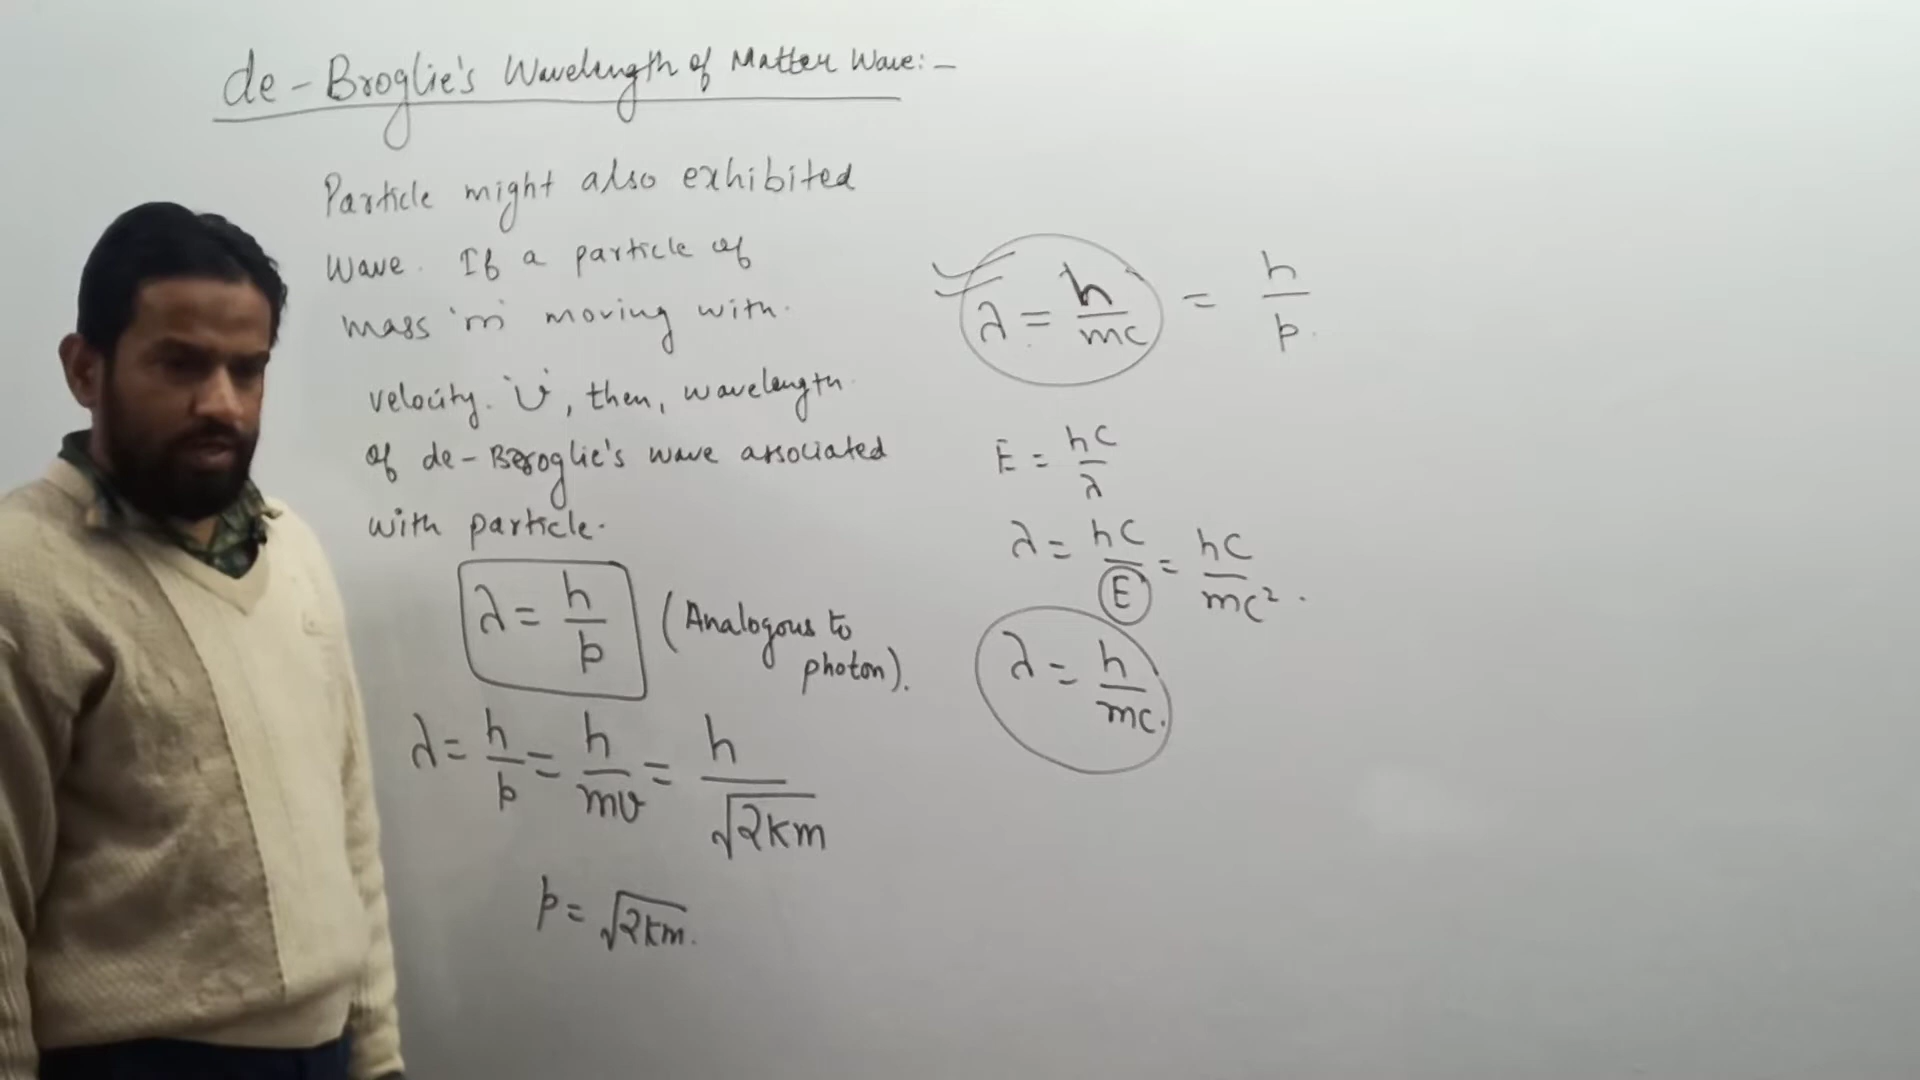 de-Broglie's Wavelength of Matter Wave:-
Particle might also exhibited
wave. If a particle of
mass 'm' moving with.
velocity. 'v', then, wavelength
of de-Broglie's wave associated
with particle.
λ = h/p (Analogous to
photon).
λ = h/p = h/mv = h/√2km
p = √2km.
λ = h/mc = h/p.
E = hc/λ
λ = hc/E = hc/mc².
λ = h/mc.